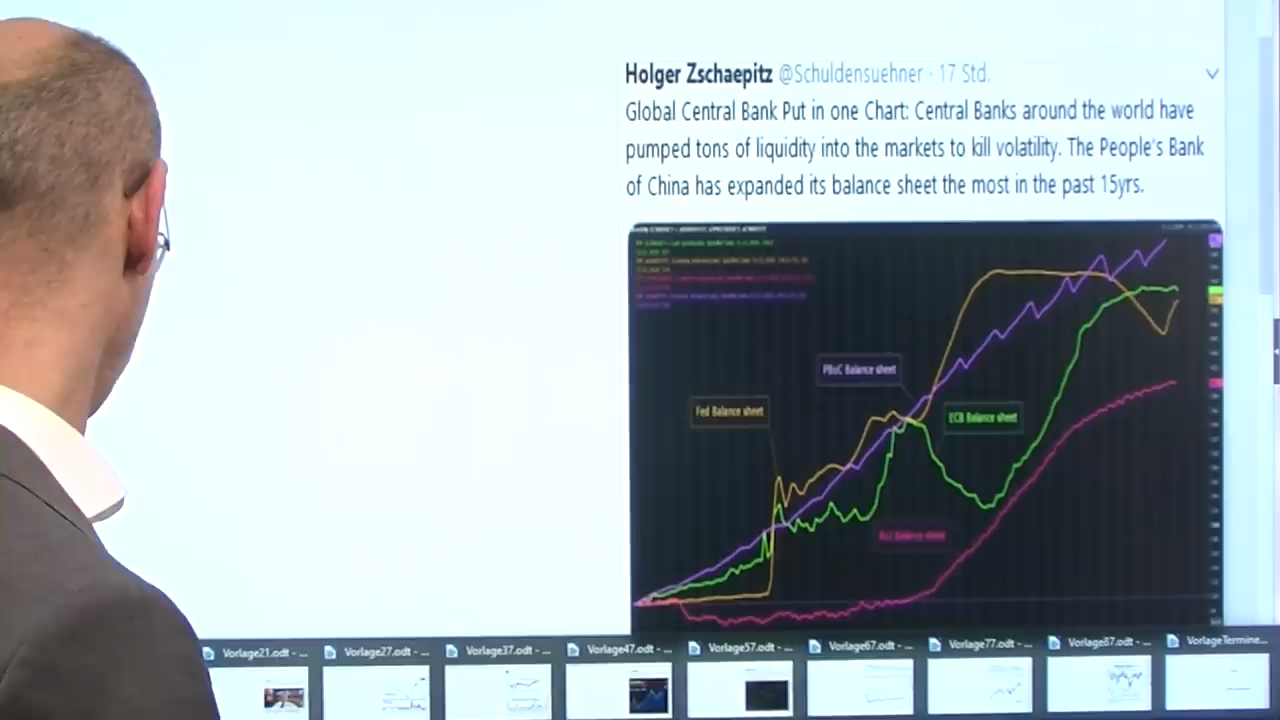 Holger Zschaepitz @Schuldensuehner · 17 Std.
Global Central Bank Put in one Chart: Central Banks around the world have
pumped tons of liquidity into the markets to kill volatility. The People's Bank
of China has expanded its balance sheet the most in the past 15yrs.
PBoC Balance sheet
Fed Balance sheet
ECB Balance sheet
BoJ Balance sheet
Vorlage21.odt - ...
Vorlage27.odt - ...
Vorlage37.odt - ...
Vorlage47.odt - ...
Vorlage57.odt - ...
Vorlage67.odt - ...
Vorlage77.odt - ...
Vorlage87.odt - ...
VorlageTermine...